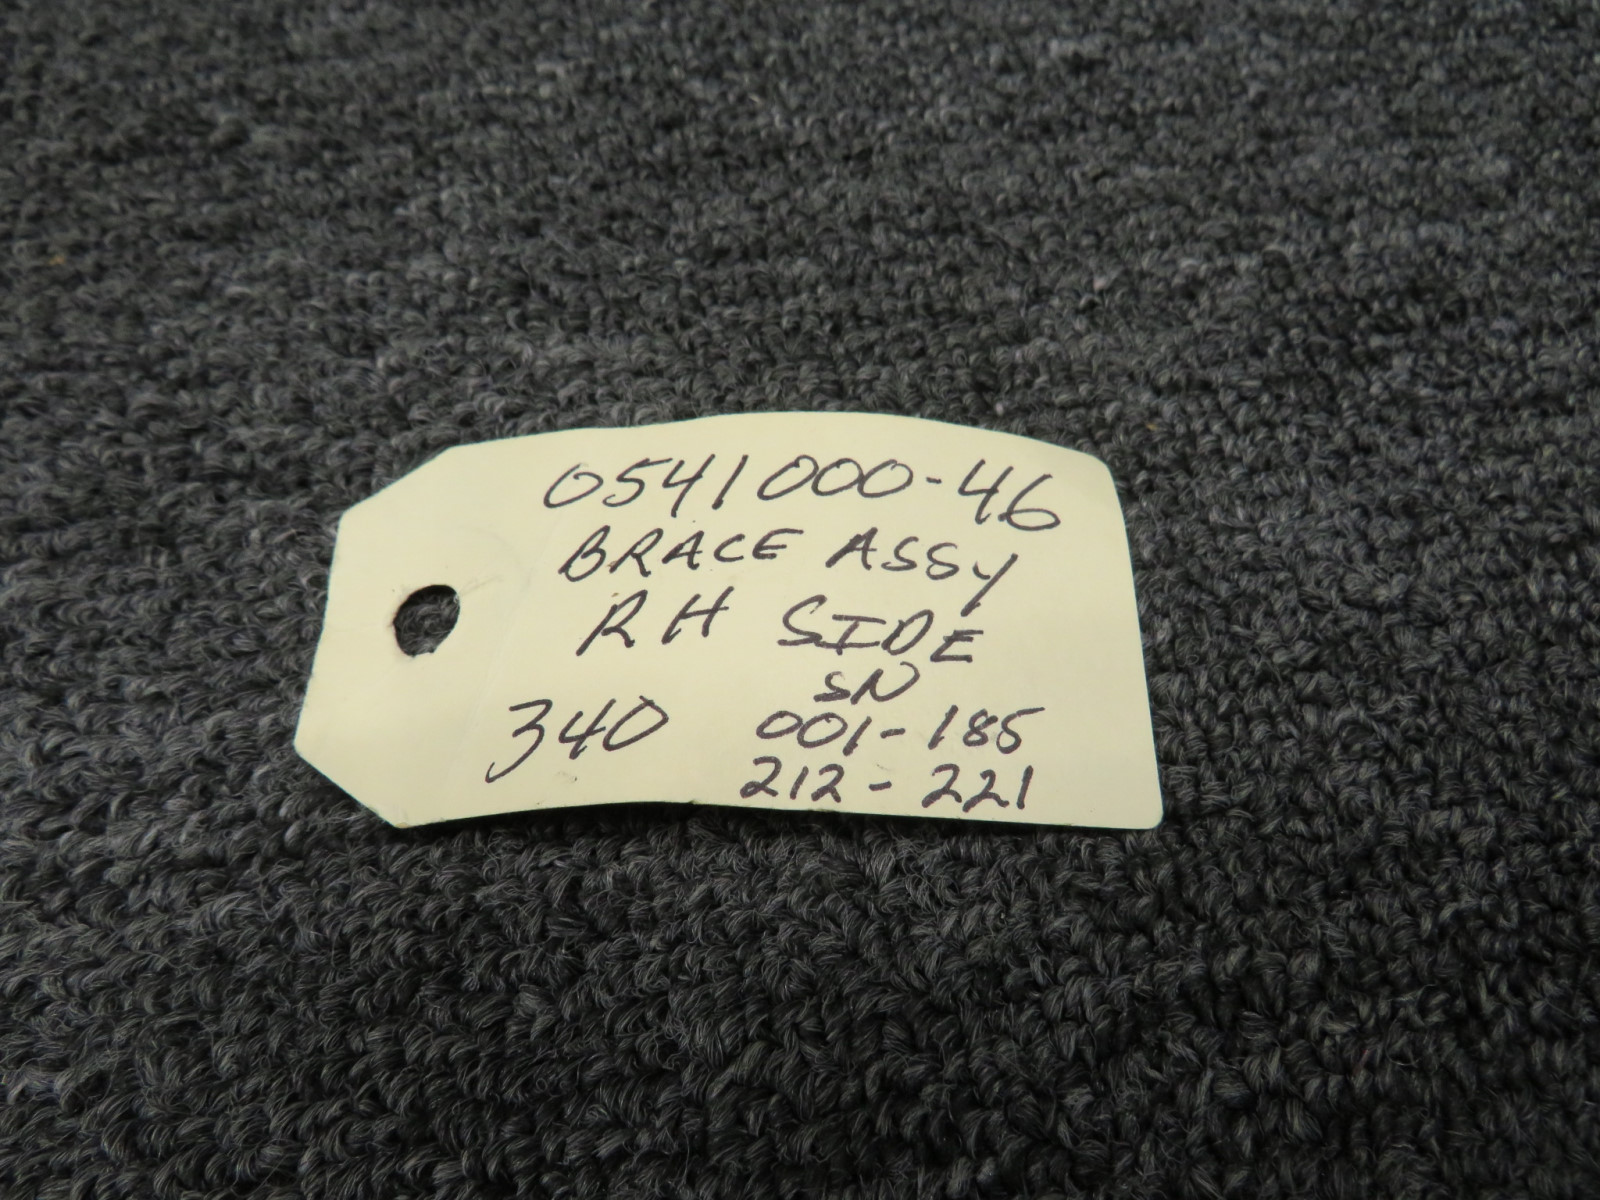 0541000-46
BRACE ASSY
RH SIDE
SN
340 001-185
212-221